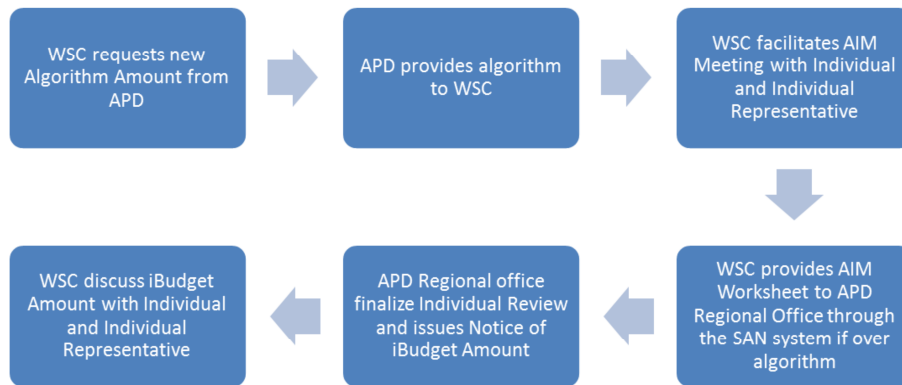 WSC requests new
Algorithm Amount from
APD
APD provides algorithm
to WSC
WSC facilitates AIM
Meeting with Individual
and Individual
Representative
WSC provides AIM
Worksheet to APD
Regional Office through
the SAN system if over
algorithm
APD Regional office
finalize Individual Review
and issues Notice of
iBudget Amount
WSC discuss iBudget
Amount with Individual
and Individual
Representative